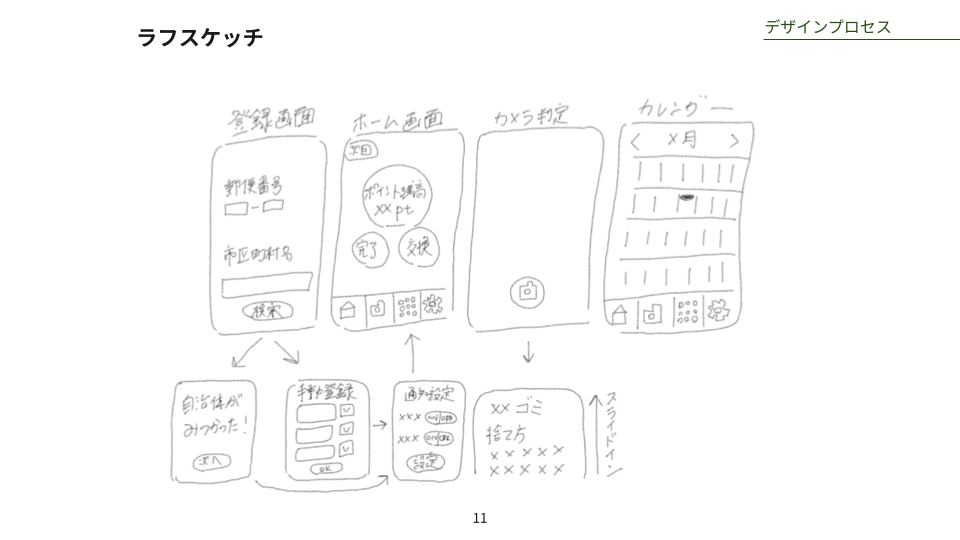 ラフスケッチ
デザインプロセス
登録画面
郵便番号
-
市区町村名
検索
ホーム画面
次回
ポイント残高
xx pt
完了
交換
カメラ判定
カレンダー
< x月 >
自治体が
みつかった！
次へ
手動登録
OK
通知設定
xxx ON/OFF
xxx ON/OFF
設定
xx ゴミ
捨て方
x x x x x
x x x x x
スライドイン
11